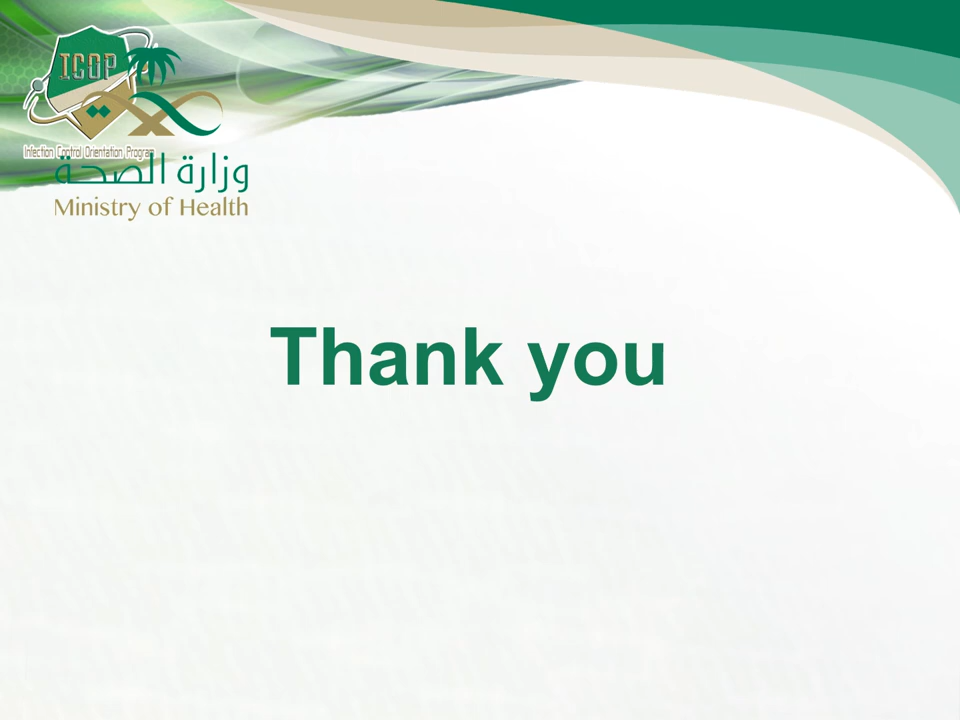 ICOP
Infection Control Orientation Program
وزارة الصحة
Ministry of Health
Thank you